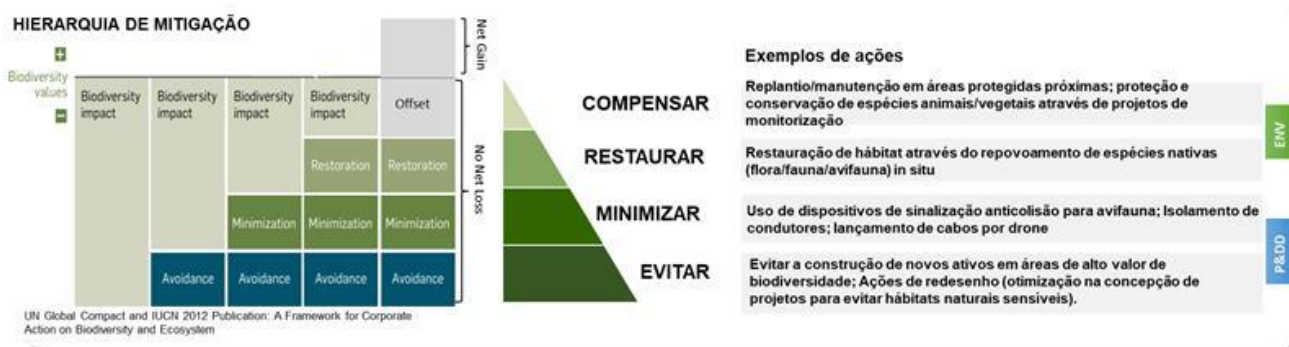 HIERARQUIA DE MITIGAÇÃO
+
Biodiversity
values
-
Biodiversity
impact
Biodiversity
impact
Biodiversity
impact
Biodiversity
impact
Offset
Restoration
Restoration
Minimization
Minimization
Minimization
Avoidance
Avoidance
Avoidance
Avoidance
Net Gain
No Net Loss
UN Global Compact and IUCN 2012 Publication: A Framework for Corporate
Action on Biodiversity and Ecosystem
Exemplos de ações
COMPENSAR
Replantio/manutenção em áreas protegidas próximas; proteção e
conservação de espécies animais/vegetais através de projetos de
monitorização
RESTAURAR
Restauração de hábitat através do repovoamento de espécies nativas
(flora/fauna/avifauna) in situ
MINIMIZAR
Uso de dispositivos de sinalização anticolisão para avifauna; Isolamento de
condutores; lançamento de cabos por drone
EVITAR
Evitar a construção de novos ativos em áreas de alto valor de
biodiversidade; Ações de redesenho (otimização na concepção de
projetos para evitar hábitats naturais sensiveis).
ENV
P&DD